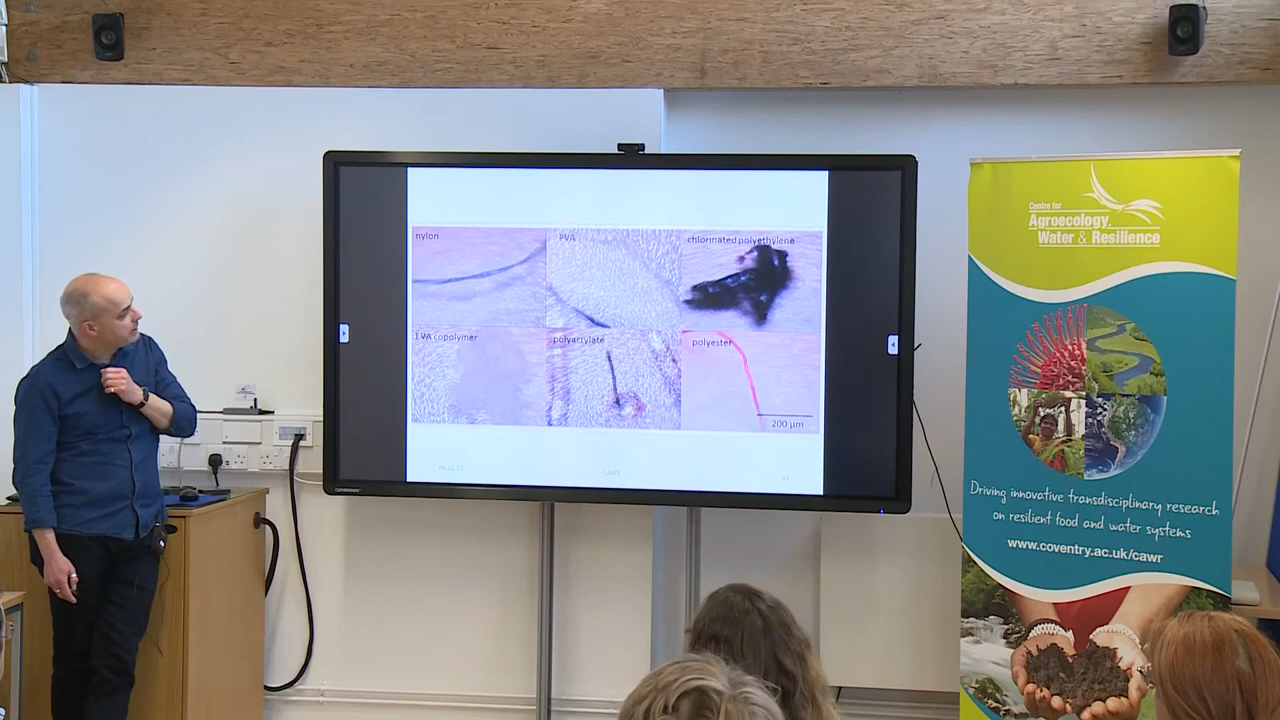 nylon
PVA
chlorinated polyethylene
EVA copolymer
polyacrylate
polyester
200 µm
CAWR
Centre for
Agroecology,
Water & Resilience
Driving innovative transdisciplinary research
on resilient food and water systems
www.coventry.ac.uk/cawr